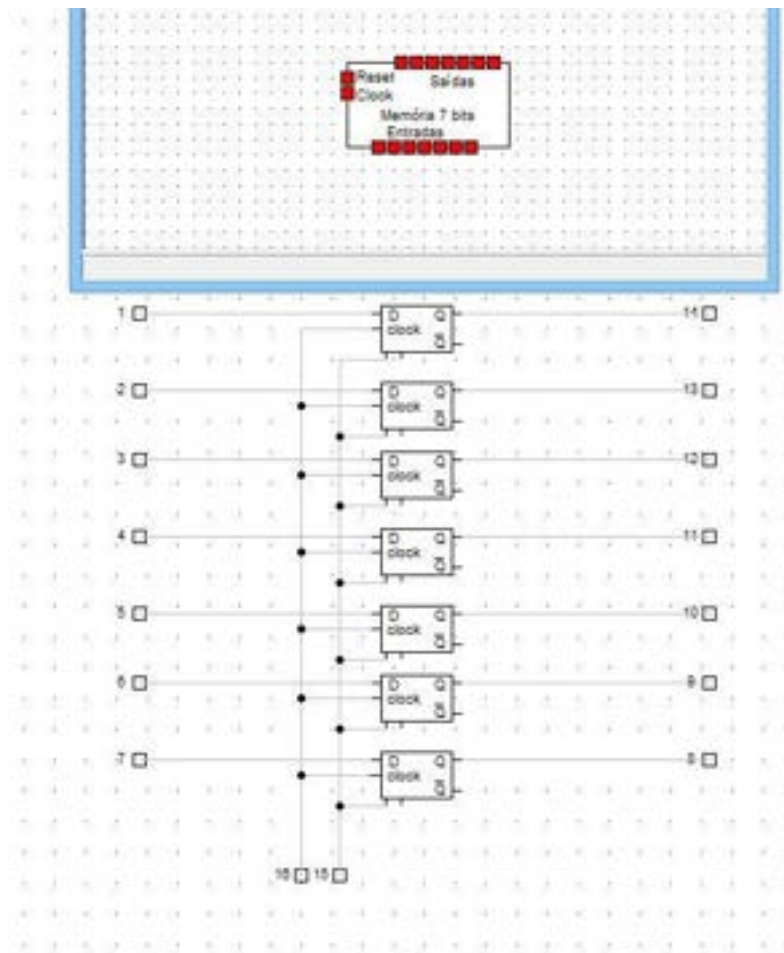 Reset
Saídas
Clock
Memória 7 bits
Entradas
1 D Q 14
clock
Q
2 D Q 13
clock
Q
3 D Q 12
clock
Q
4 D Q 11
clock
Q
5 D Q 10
clock
Q
6 D Q 9
clock
Q
7 D Q 8
clock
Q
16 15